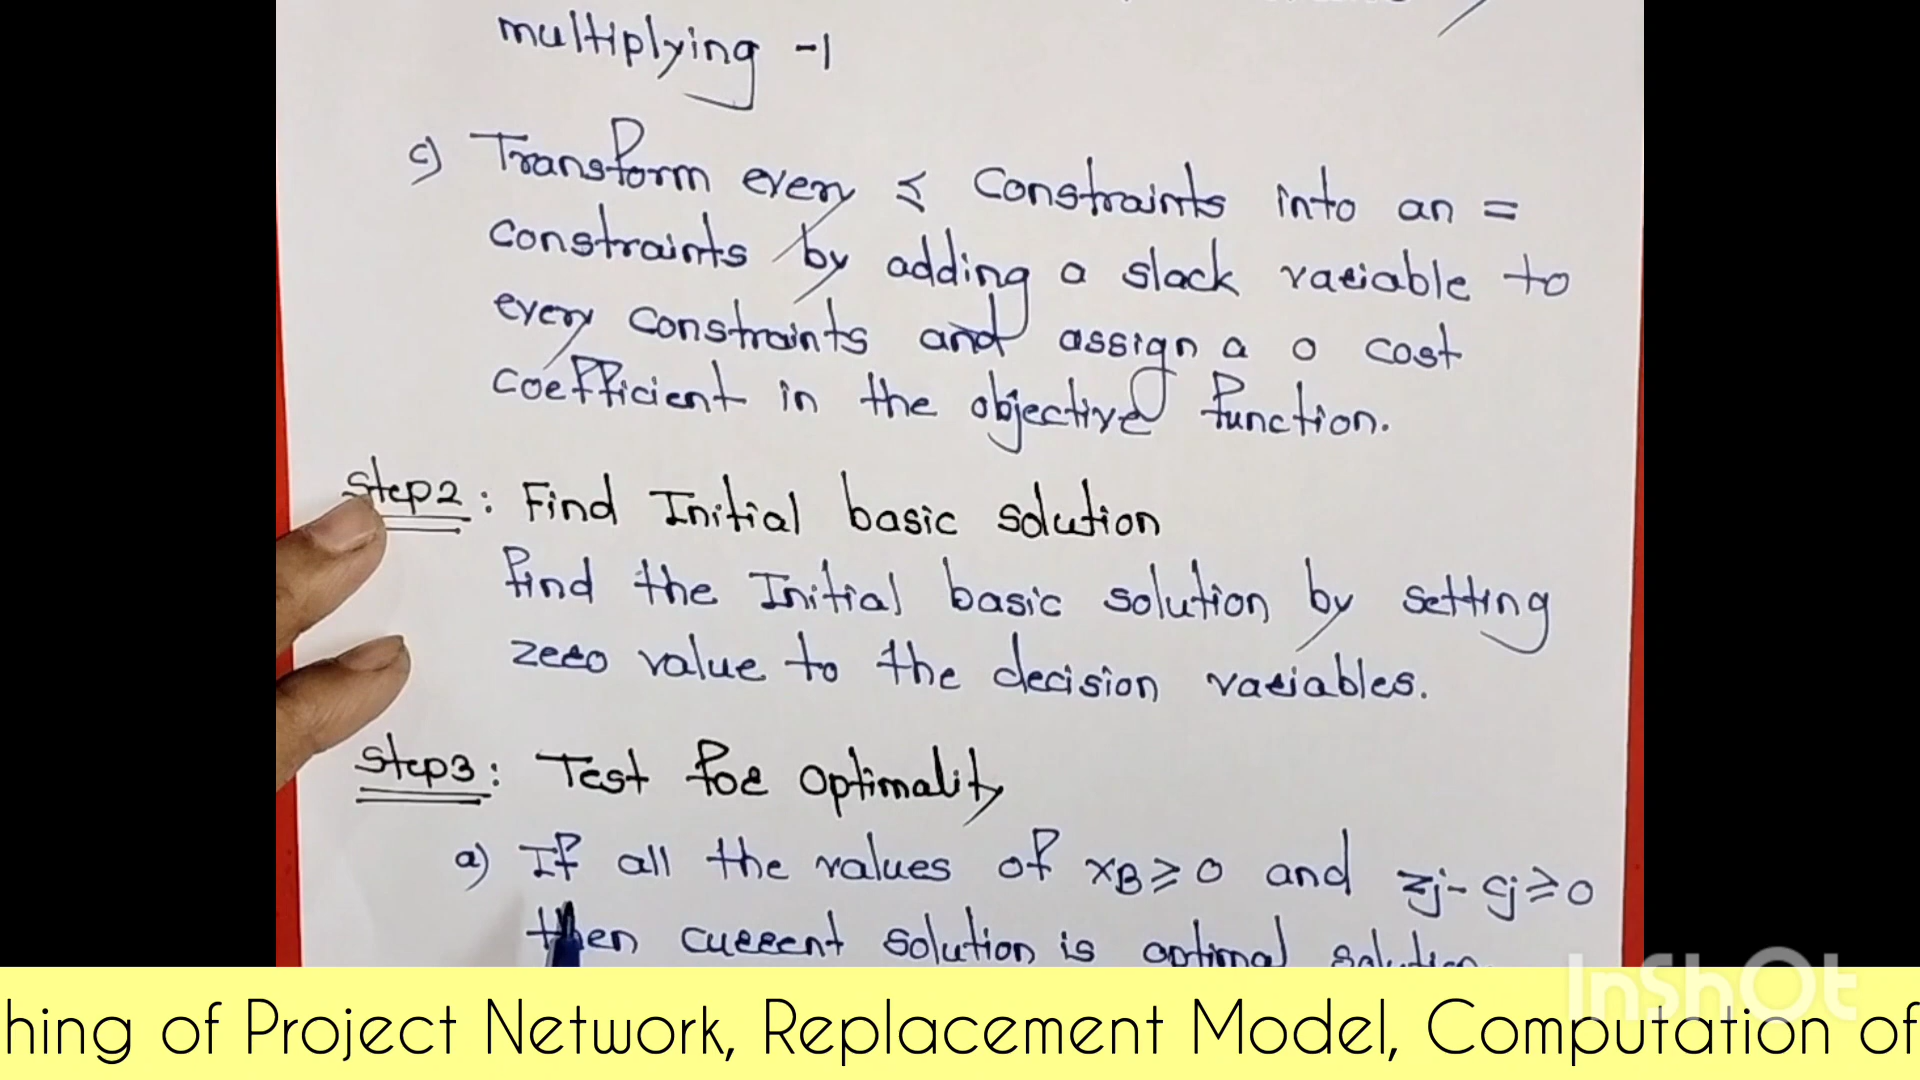 multiplying -1
c) Transform every ≤ Constraints into an =
constraints by adding a slack variable to
every constraints and assign a 0 cost
coefficient in the objective function.
Step2: Find Initial basic solution
find the Initial basic solution by setting
zero value to the decision variables.
Step3: Test for Optimality
a) If all the values of xB ≥ 0 and zj - cj ≥ 0
then current solution is optimal solution.
InShOt
hing of Project Network, Replacement Model, Computation of